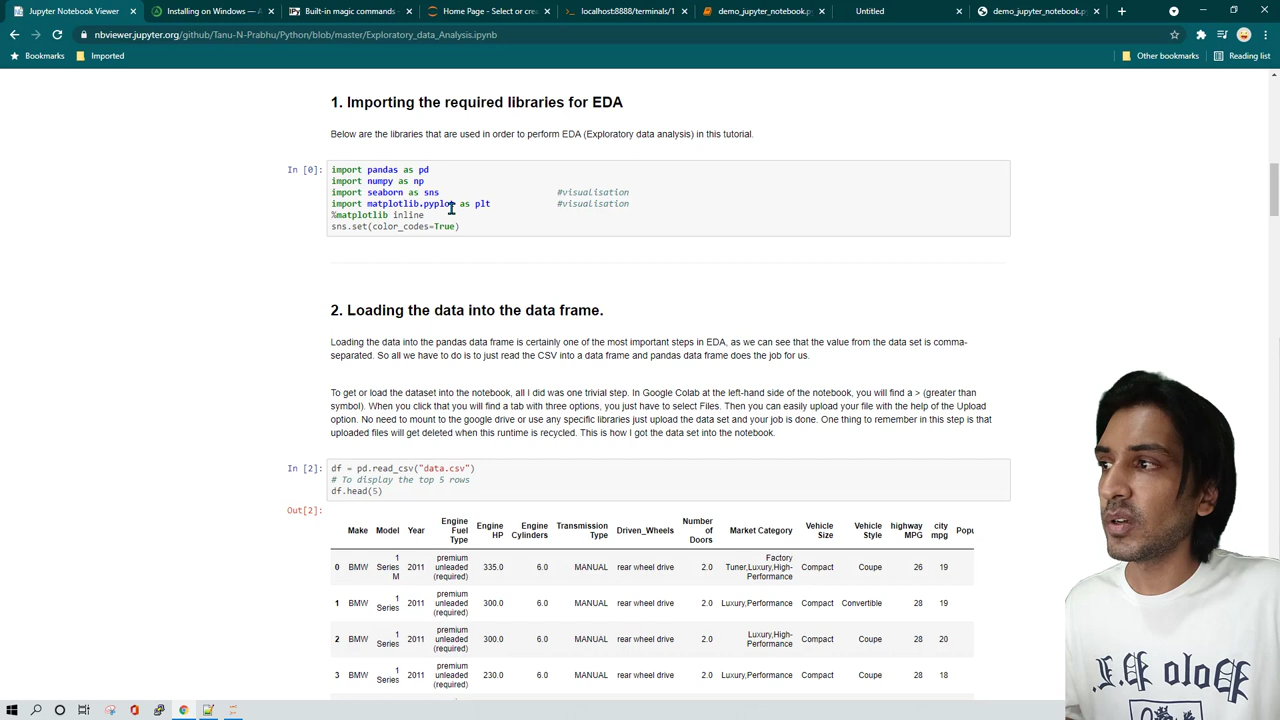 Jupyter Notebook Viewer
Installing on Windows — A
Built-in magic commands
Home Page - Select or cre
localhost:8888/terminals/1
demo_jupyter_notebook.py
Untitled
demo_jupyter_notebook.p
nbviewer.jupyter.org/github/Tanu-N-Prabhu/Python/blob/master/Exploratory_data_Analysis.ipynb
Bookmarks
Imported
Other bookmarks
Reading list
1. Importing the required libraries for EDA
Below are the libraries that are used in order to perform EDA (Exploratory data analysis) in this tutorial.
In [0]:
import pandas as pd
import numpy as np
import seaborn as sns #visualisation
import matplotlib.pyplot as plt #visualisation
%matplotlib inline
sns.set(color_codes=True)
2. Loading the data into the data frame.
Loading the data into the pandas data frame is certainly one of the most important steps in EDA, as we can see that the value from the data set is comma-
separated. So all we have to do is to just read the CSV into a data frame and pandas data frame does the job for us.
To get or load the dataset into the notebook, all I did was one trivial step. In Google Colab at the left-hand side of the notebook, you will find a > (greater than
symbol). When you click that you will find a tab with three options, you just have to select Files. Then you can easily upload your file with the help of the Upload
option. No need to mount to the google drive or use any specific libraries just upload the data set and your job is done. One thing to remember in this step is that
uploaded files will get deleted when this runtime is recycled. This is how I got the data set into the notebook.
In [2]:
df = pd.read_csv("data.csv")
# To display the top 5 rows
df.head(5)
Out[2]:
Make Model Year Engine Fuel Type Engine HP Engine Cylinders Transmission Type Driven_Wheels Number of Doors Market Category Vehicle Size Vehicle Style highway MPG city mpg Popu
0 BMW 1 Series M 2011 premium unleaded (required) 335.0 6.0 MANUAL rear wheel drive 2.0 Factory Tuner,Luxury,High-Performance Compact Coupe 26 19
1 BMW 1 Series 2011 premium unleaded (required) 300.0 6.0 MANUAL rear wheel drive 2.0 Luxury,Performance Compact Convertible 28 19
2 BMW 1 Series 2011 premium unleaded (required) 300.0 6.0 MANUAL rear wheel drive 2.0 Luxury,High-Performance Compact Coupe 28 20
3 BMW 1 Series 2011 premium unleaded (required) 230.0 6.0 MANUAL rear wheel drive 2.0 Luxury,Performance Compact Coupe 28 18